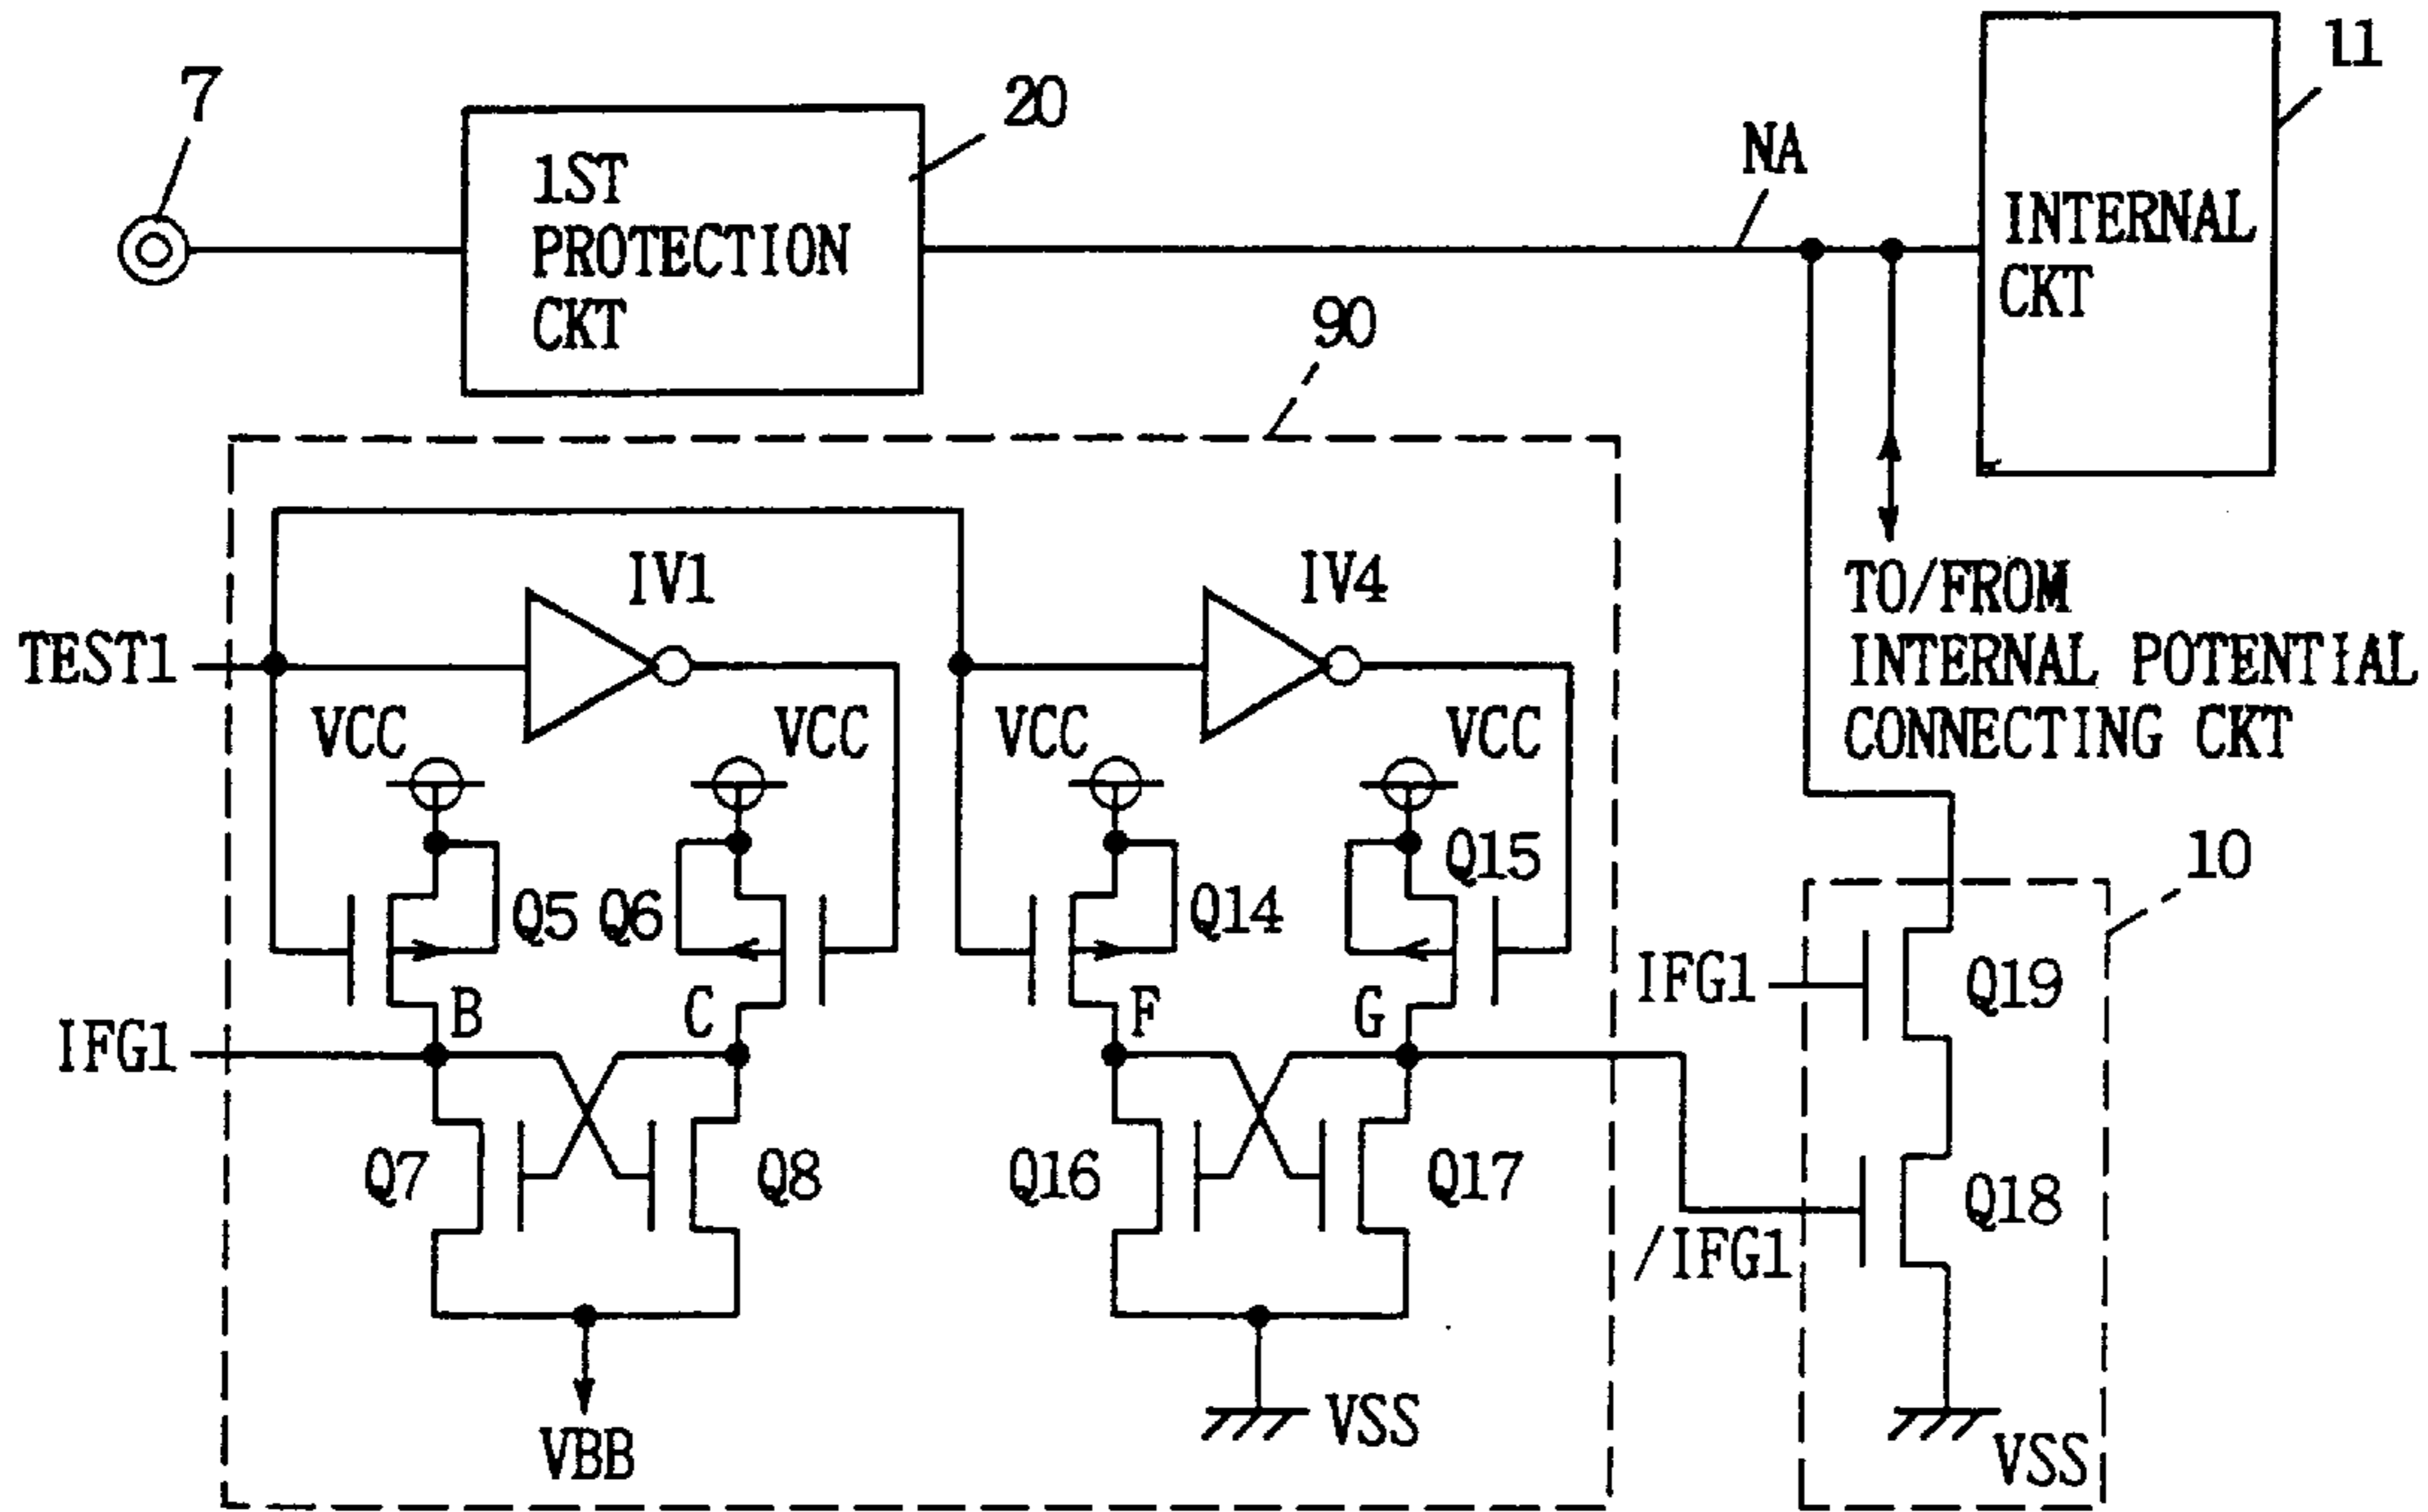 7
1ST
PROTECTION
CKT
20
NA
INTERNAL
CKT
11
90
TO/FROM
INTERNAL POTENTIAL
CONNECTING CKT
TEST1
IV1
IV4
VCC
VCC
VCC
VCC
Q5
Q6
Q14
Q15
B
C
F
G
IFG1
Q7
Q8
Q16
Q17
VBB
VSS
10
IFG1
Q19
/IFG1
Q18
VSS